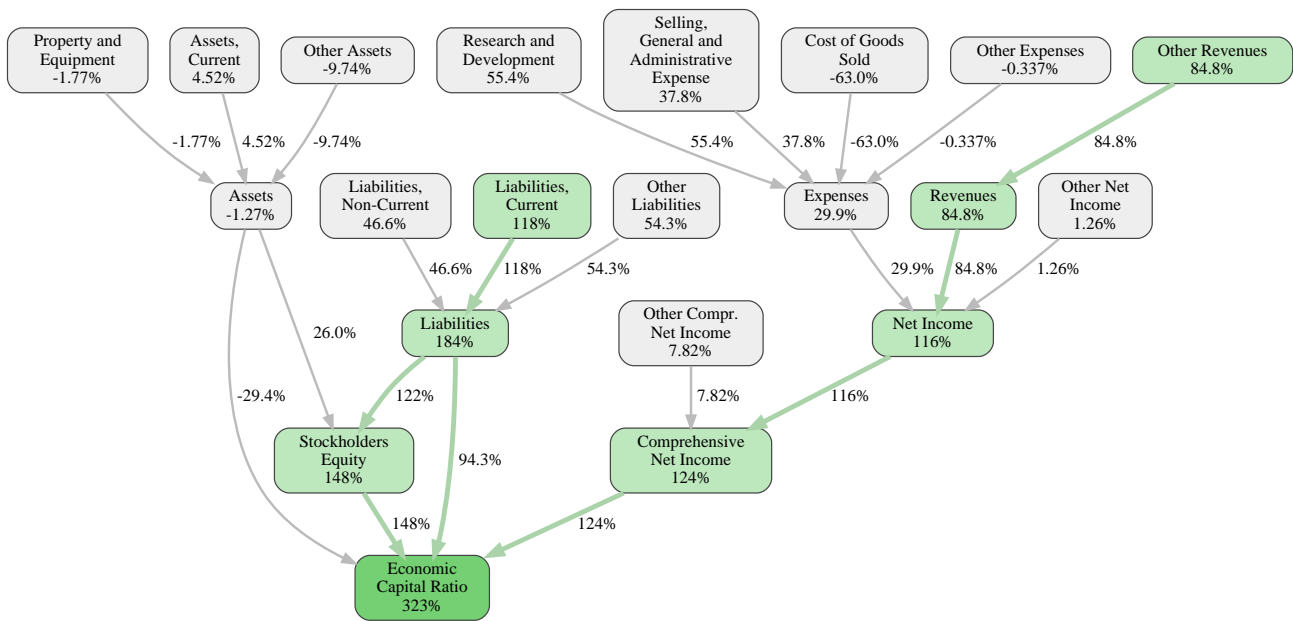 Property and
Equipment
-1.77%
Assets,
Current
4.52%
Other Assets
-9.74%
Research and
Development
55.4%
Selling,
General and
Administrative
Expense
37.8%
Cost of Goods
Sold
-63.0%
Other Expenses
-0.337%
Other Revenues
84.8%
-1.77%
4.52%
-9.74%
55.4%
37.8%
-63.0%
-0.337%
84.8%
Assets
-1.27%
Liabilities,
Non-Current
46.6%
Liabilities,
Current
118%
Other
Liabilities
54.3%
Expenses
29.9%
Revenues
84.8%
Other Net
Income
1.26%
46.6%
118%
54.3%
29.9%
84.8%
1.26%
26.0%
Liabilities
184%
Other Compr.
Net Income
7.82%
Net Income
116%
-29.4%
122%
7.82%
116%
Stockholders
Equity
148%
94.3%
Comprehensive
Net Income
124%
148%
124%
Economic
Capital Ratio
323%